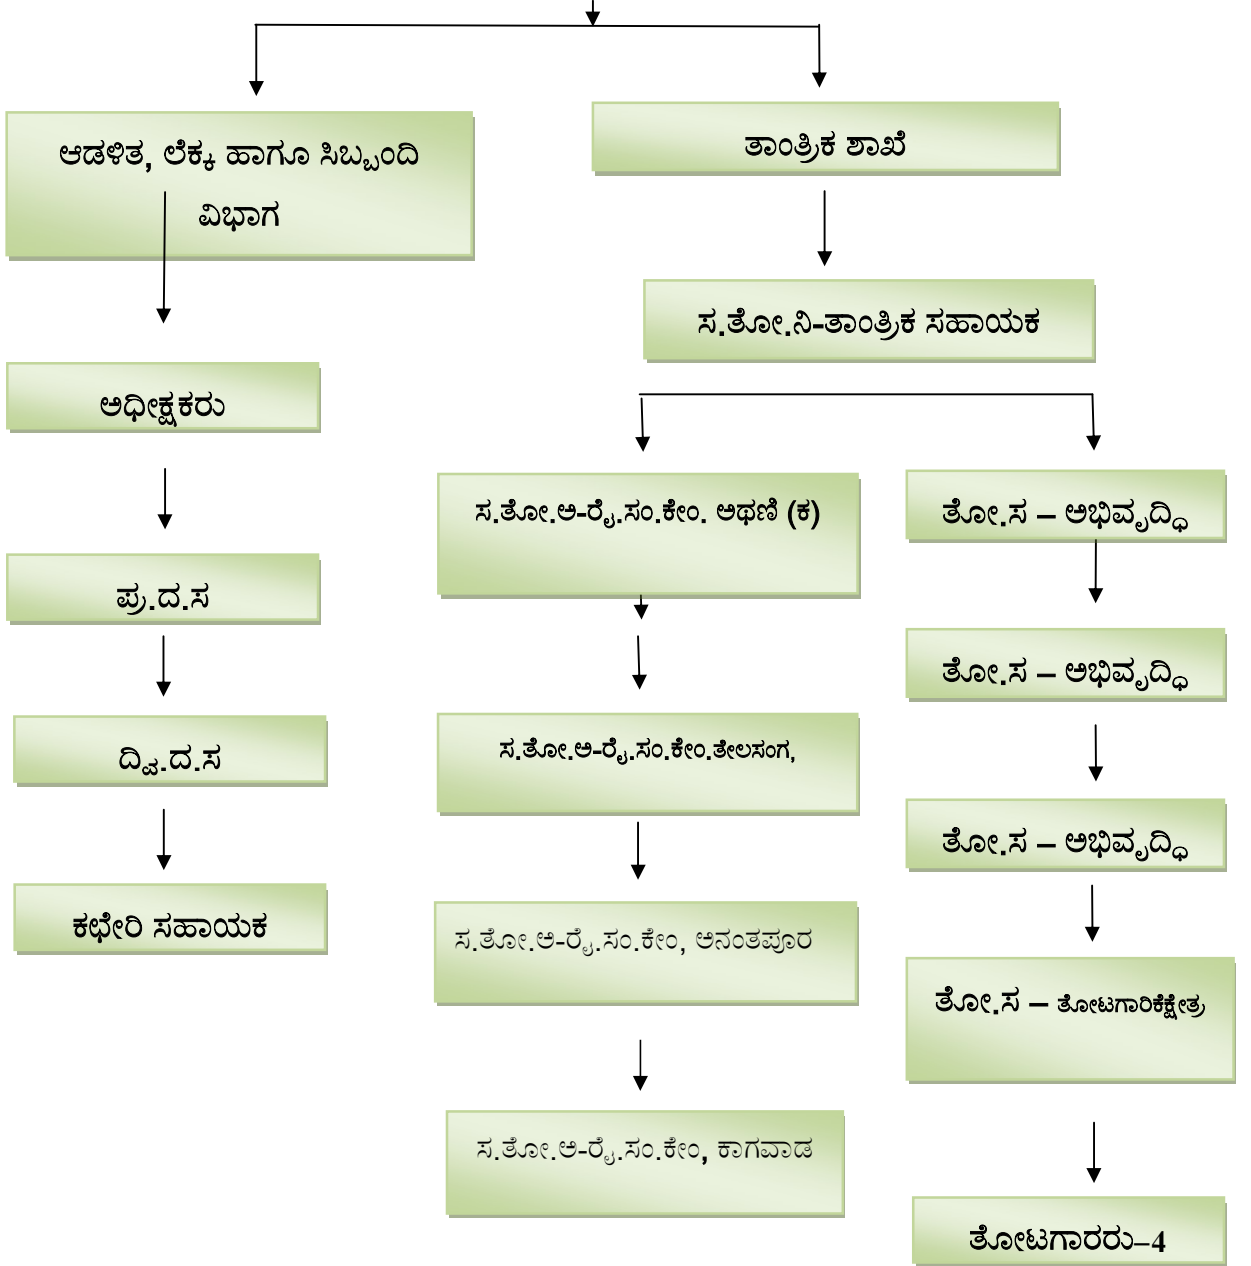 ಆಡಳಿತ, ಲೆಕ್ಕ ಹಾಗೂ ಸಿಬ್ಬಂದಿ
ವಿಭಾಗ
ಅಧೀಕ್ಷಕರು
ಪ್ರ.ದ.ಸ
ದ್ವಿ.ದ.ಸ
ಕಛೇರಿ ಸಹಾಯಕ
ತಾಂತ್ರಿಕ ಶಾಖೆ
ಸ.ತೋ.ನಿ-ತಾಂತ್ರಿಕ ಸಹಾಯಕ
ಸ.ತೋ.ಅ-ರೈ.ಸಂ.ಕೇಂ. ಅಥಣಿ (ಕ)
ಸ.ತೋ.ಅ-ರೈ.ಸಂ.ಕೇಂ.ತೇಲಸಂಗ,
ಸ.ತೋ.ಅ-ರೈ.ಸಂ.ಕೇಂ, ಅನಂತಪೂರ
ಸ.ತೋ.ಅ-ರೈ.ಸಂ.ಕೇಂ, ಕಾಗವಾಡ
ತೋ.ಸ – ಅಭಿವೃದ್ಧಿ
ತೋ.ಸ – ಅಭಿವೃದ್ಧಿ
ತೋ.ಸ – ಅಭಿವೃದ್ಧಿ
ತೋ.ಸ – ತೋಟಗಾರಿಕೆಕ್ಷೇತ್ರ
ತೋಟಗಾರರು–4